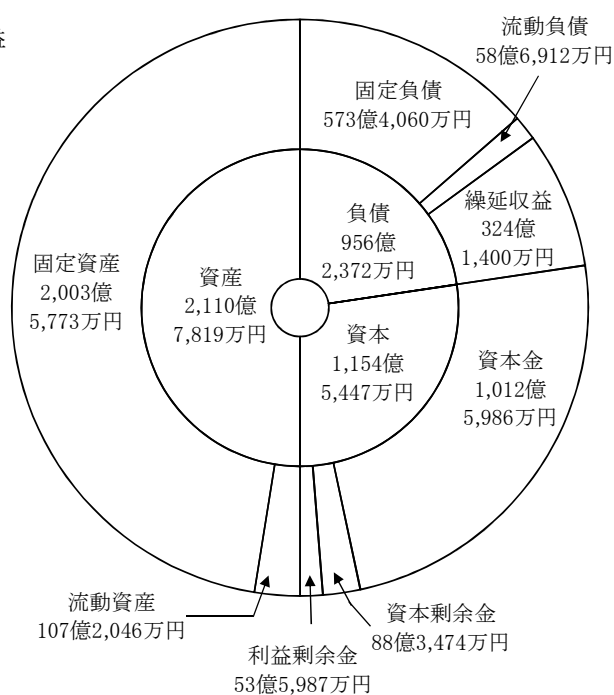 益
流動負債
58億6,912万円
固定負債
573億4,060万円
繰延収益
324億
1,400万円
負債
956億
2,372万円
固定資産
2,003億
5,773万円
資産
2,110億
7,819万円
資本
1,154億
5,447万円
資本金
1,012億
5,986万円
流動資産
107億2,046万円
資本剰余金
88億3,474万円
利益剰余金
53億5,987万円